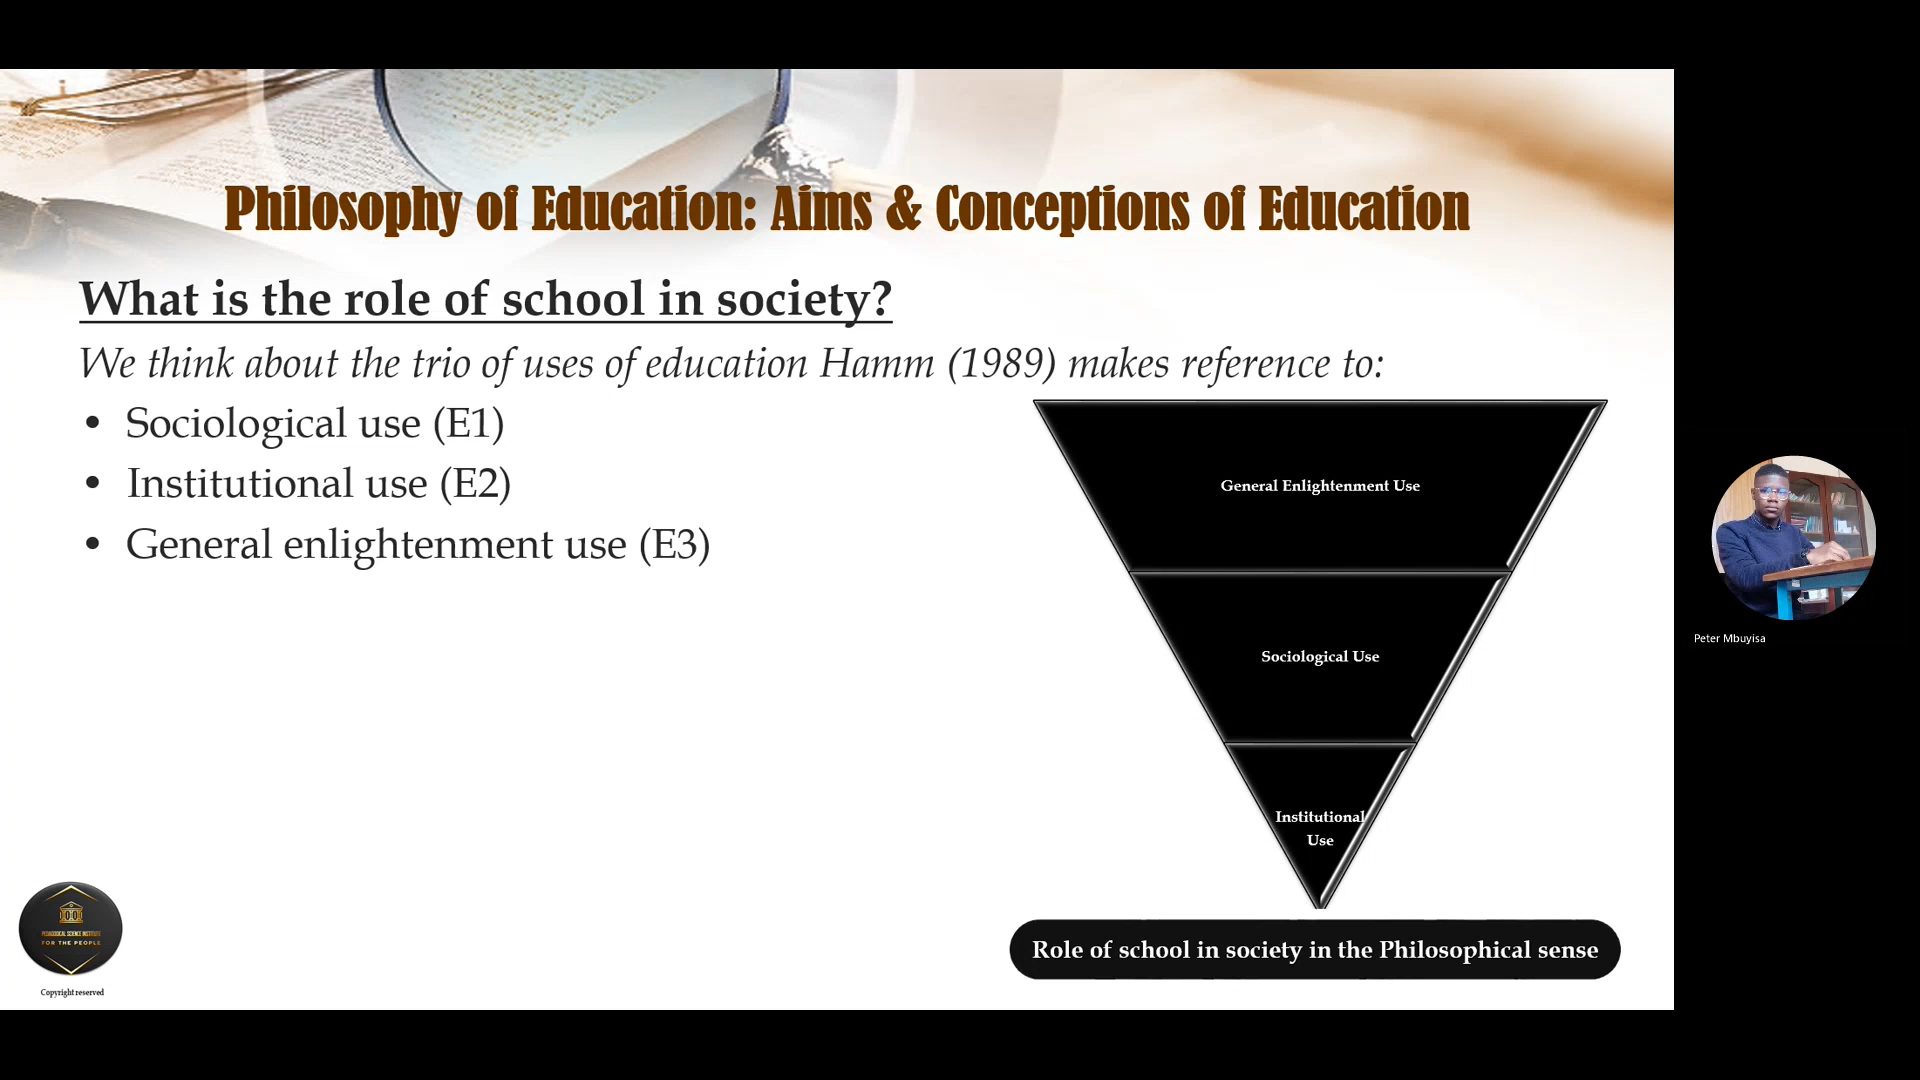 Philosophy of Education: Aims & Conceptions of Education
What is the role of school in society?
We think about the trio of uses of education Hamm (1989) makes reference to:
• Sociological use (E1)
• Institutional use (E2)
• General enlightenment use (E3)
General Enlightenment Use
Sociological Use
Institutional
Use
Role of school in society in the Philosophical sense
PEDAGOGICAL SCIENCE INSTITUTE
FOR THE PEOPLE
Copyright reserved
Peter Mbuyisa